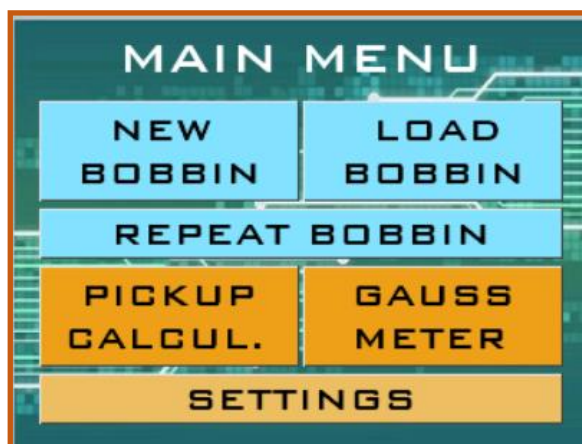 MAIN MENU
NEW
BOBBIN
LOAD
BOBBIN
REPEAT BOBBIN
PICKUP
CALCUL.
GAUSS
METER
SETTINGS